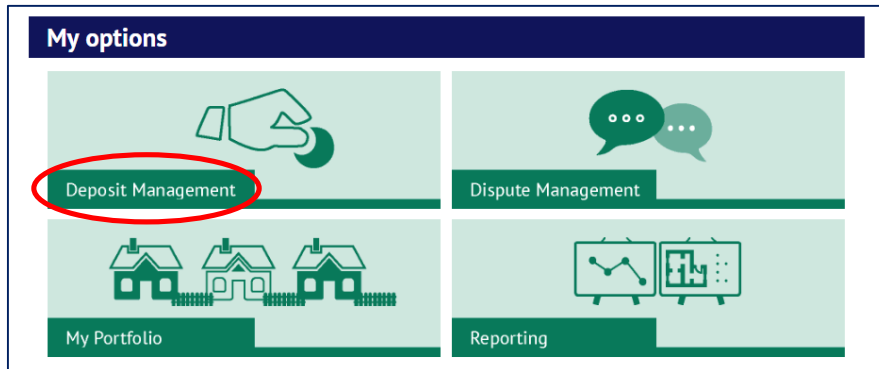 My options
Deposit Management
Dispute Management
My Portfolio
Reporting